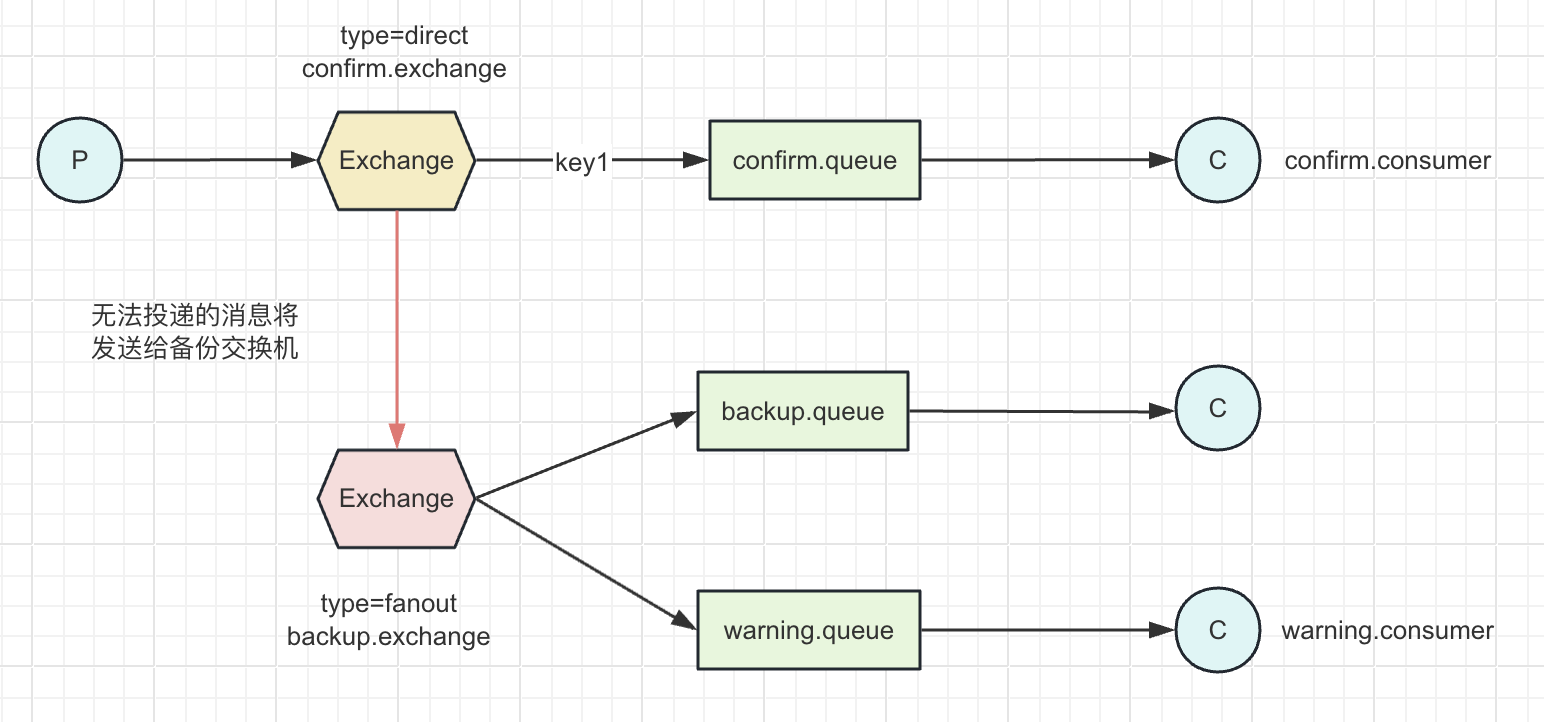 type=direct
confirm.exchange
P
Exchange
key1
confirm.queue
C
confirm.consumer
无法投递的消息将
发送给备份交换机
backup.queue
C
Exchange
type=fanout
backup.exchange
warning.queue
C
warning.consumer